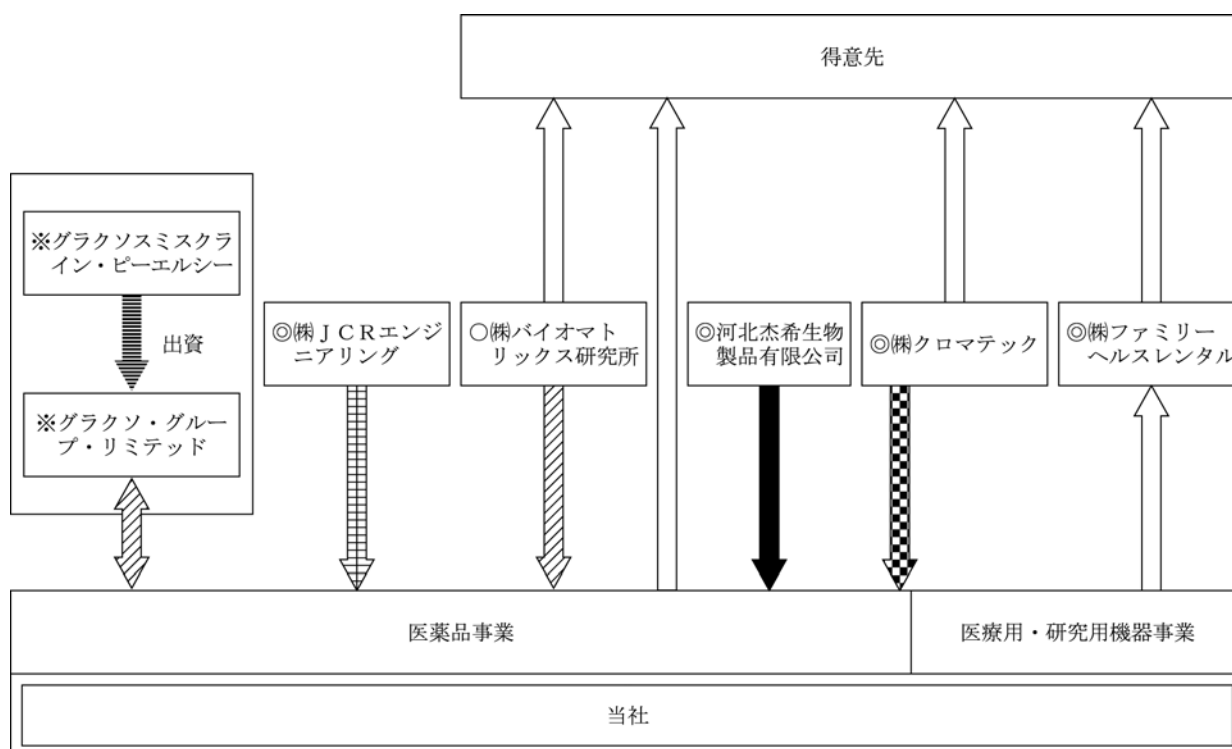 得意先
※グラクソスミスクラ
イン・ピーエルシー
出資
※グラクソ・グルー
プ・リミテッド
◎㈱ＪＣＲエンジ
ニアリング
○㈱バイオマト
リックス研究所
◎河北杰希生物
製品有限公司
◎㈱クロマテック
◎㈱ファミリー
ヘルスレンタル
医薬品事業
医療用・研究用機器事業
当社